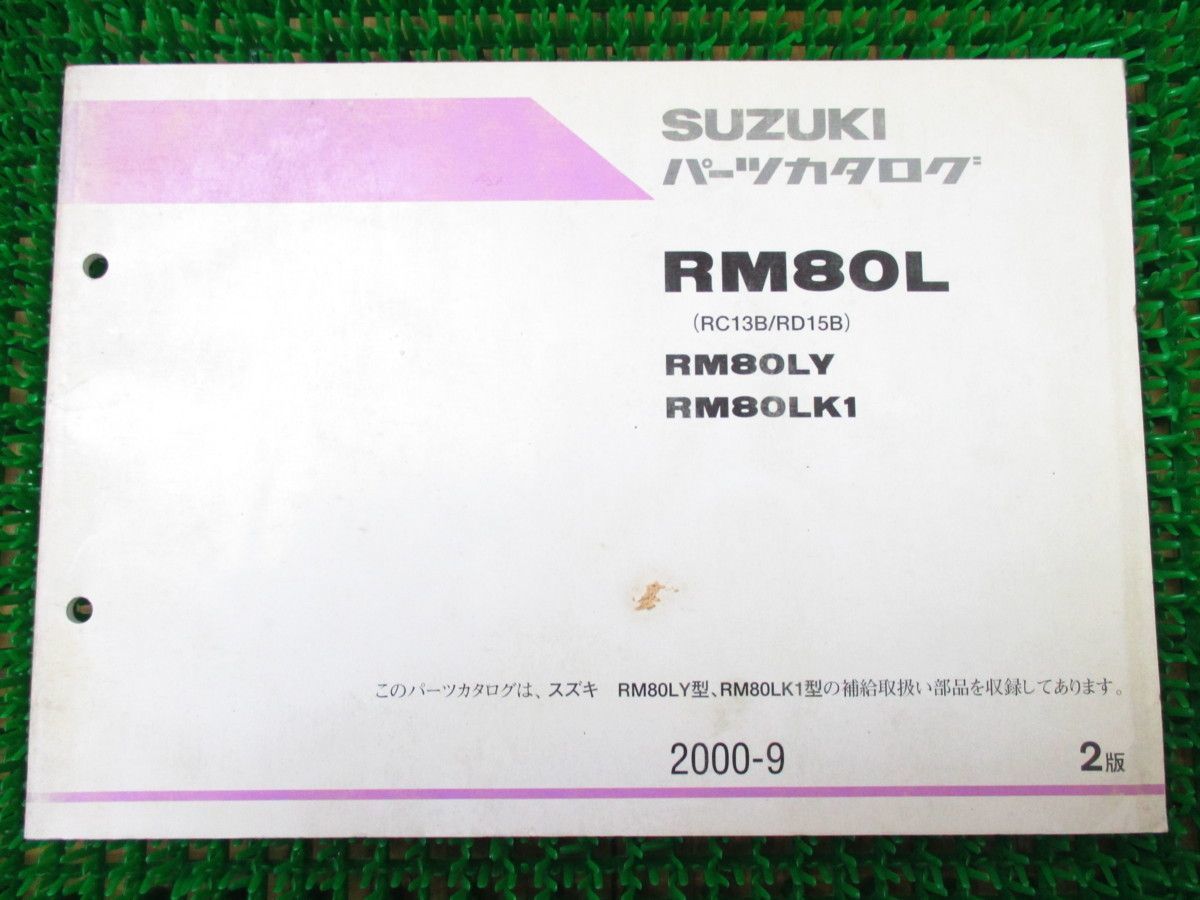 SUZUKI
パーツカタログ
RM80L
(RC13B/RD15B)
RM80LY
RM80LK1
このパーツカタログは、スズキ RM80LY型、RM80LK1型の補給取扱い部品を収録してあります。
2000-9 2版